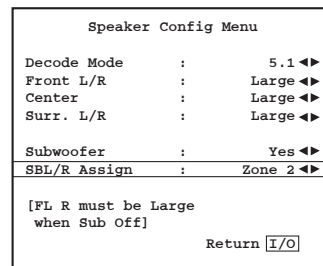 Speaker Config Menu
Decode Mode : 5.1◀▶
Front L/R : Large◀▶
Center : Large◀▶
Surr. L/R : Large◀▶
Subwoofer : Yes◀▶
SBL/R Assign : Zone 2◀▶
[FL R must be Large
when Sub Off]
Return I/O